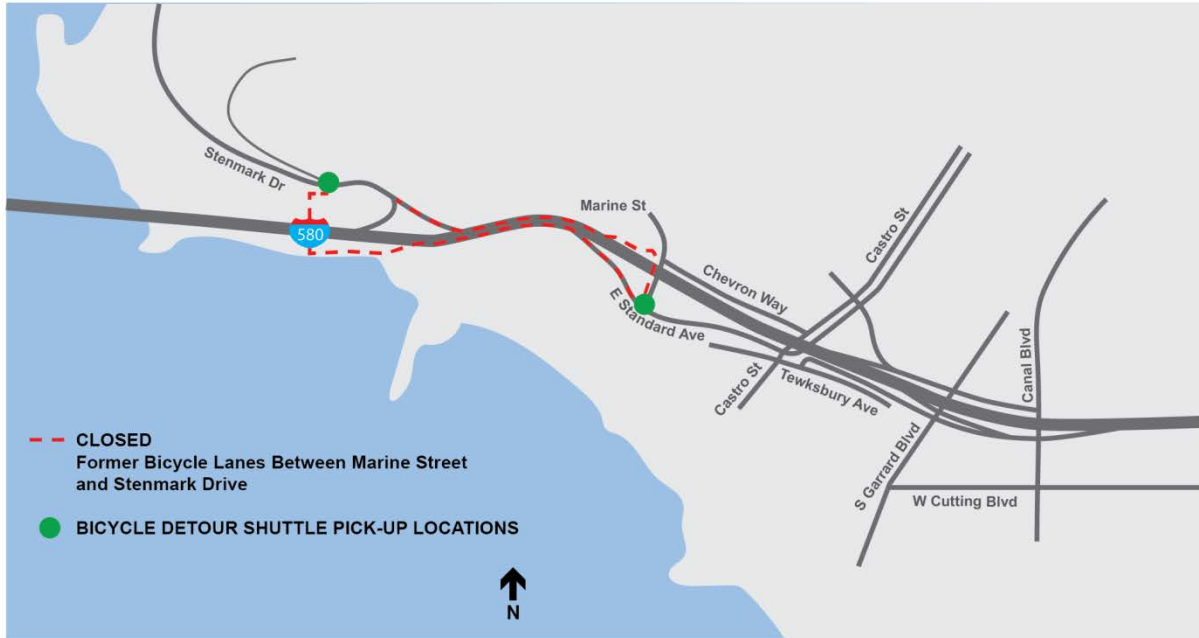 Stenmark Dr
580
Marine St
Castro St
Chevron Way
E Standard Ave
Castro St
Tewksbury Ave
Canal Blvd
S Garrard Blvd
W Cutting Blvd
CLOSED
Former Bicycle Lanes Between Marine Street
and Stenmark Drive
BICYCLE DETOUR SHUTTLE PICK-UP LOCATIONS
N